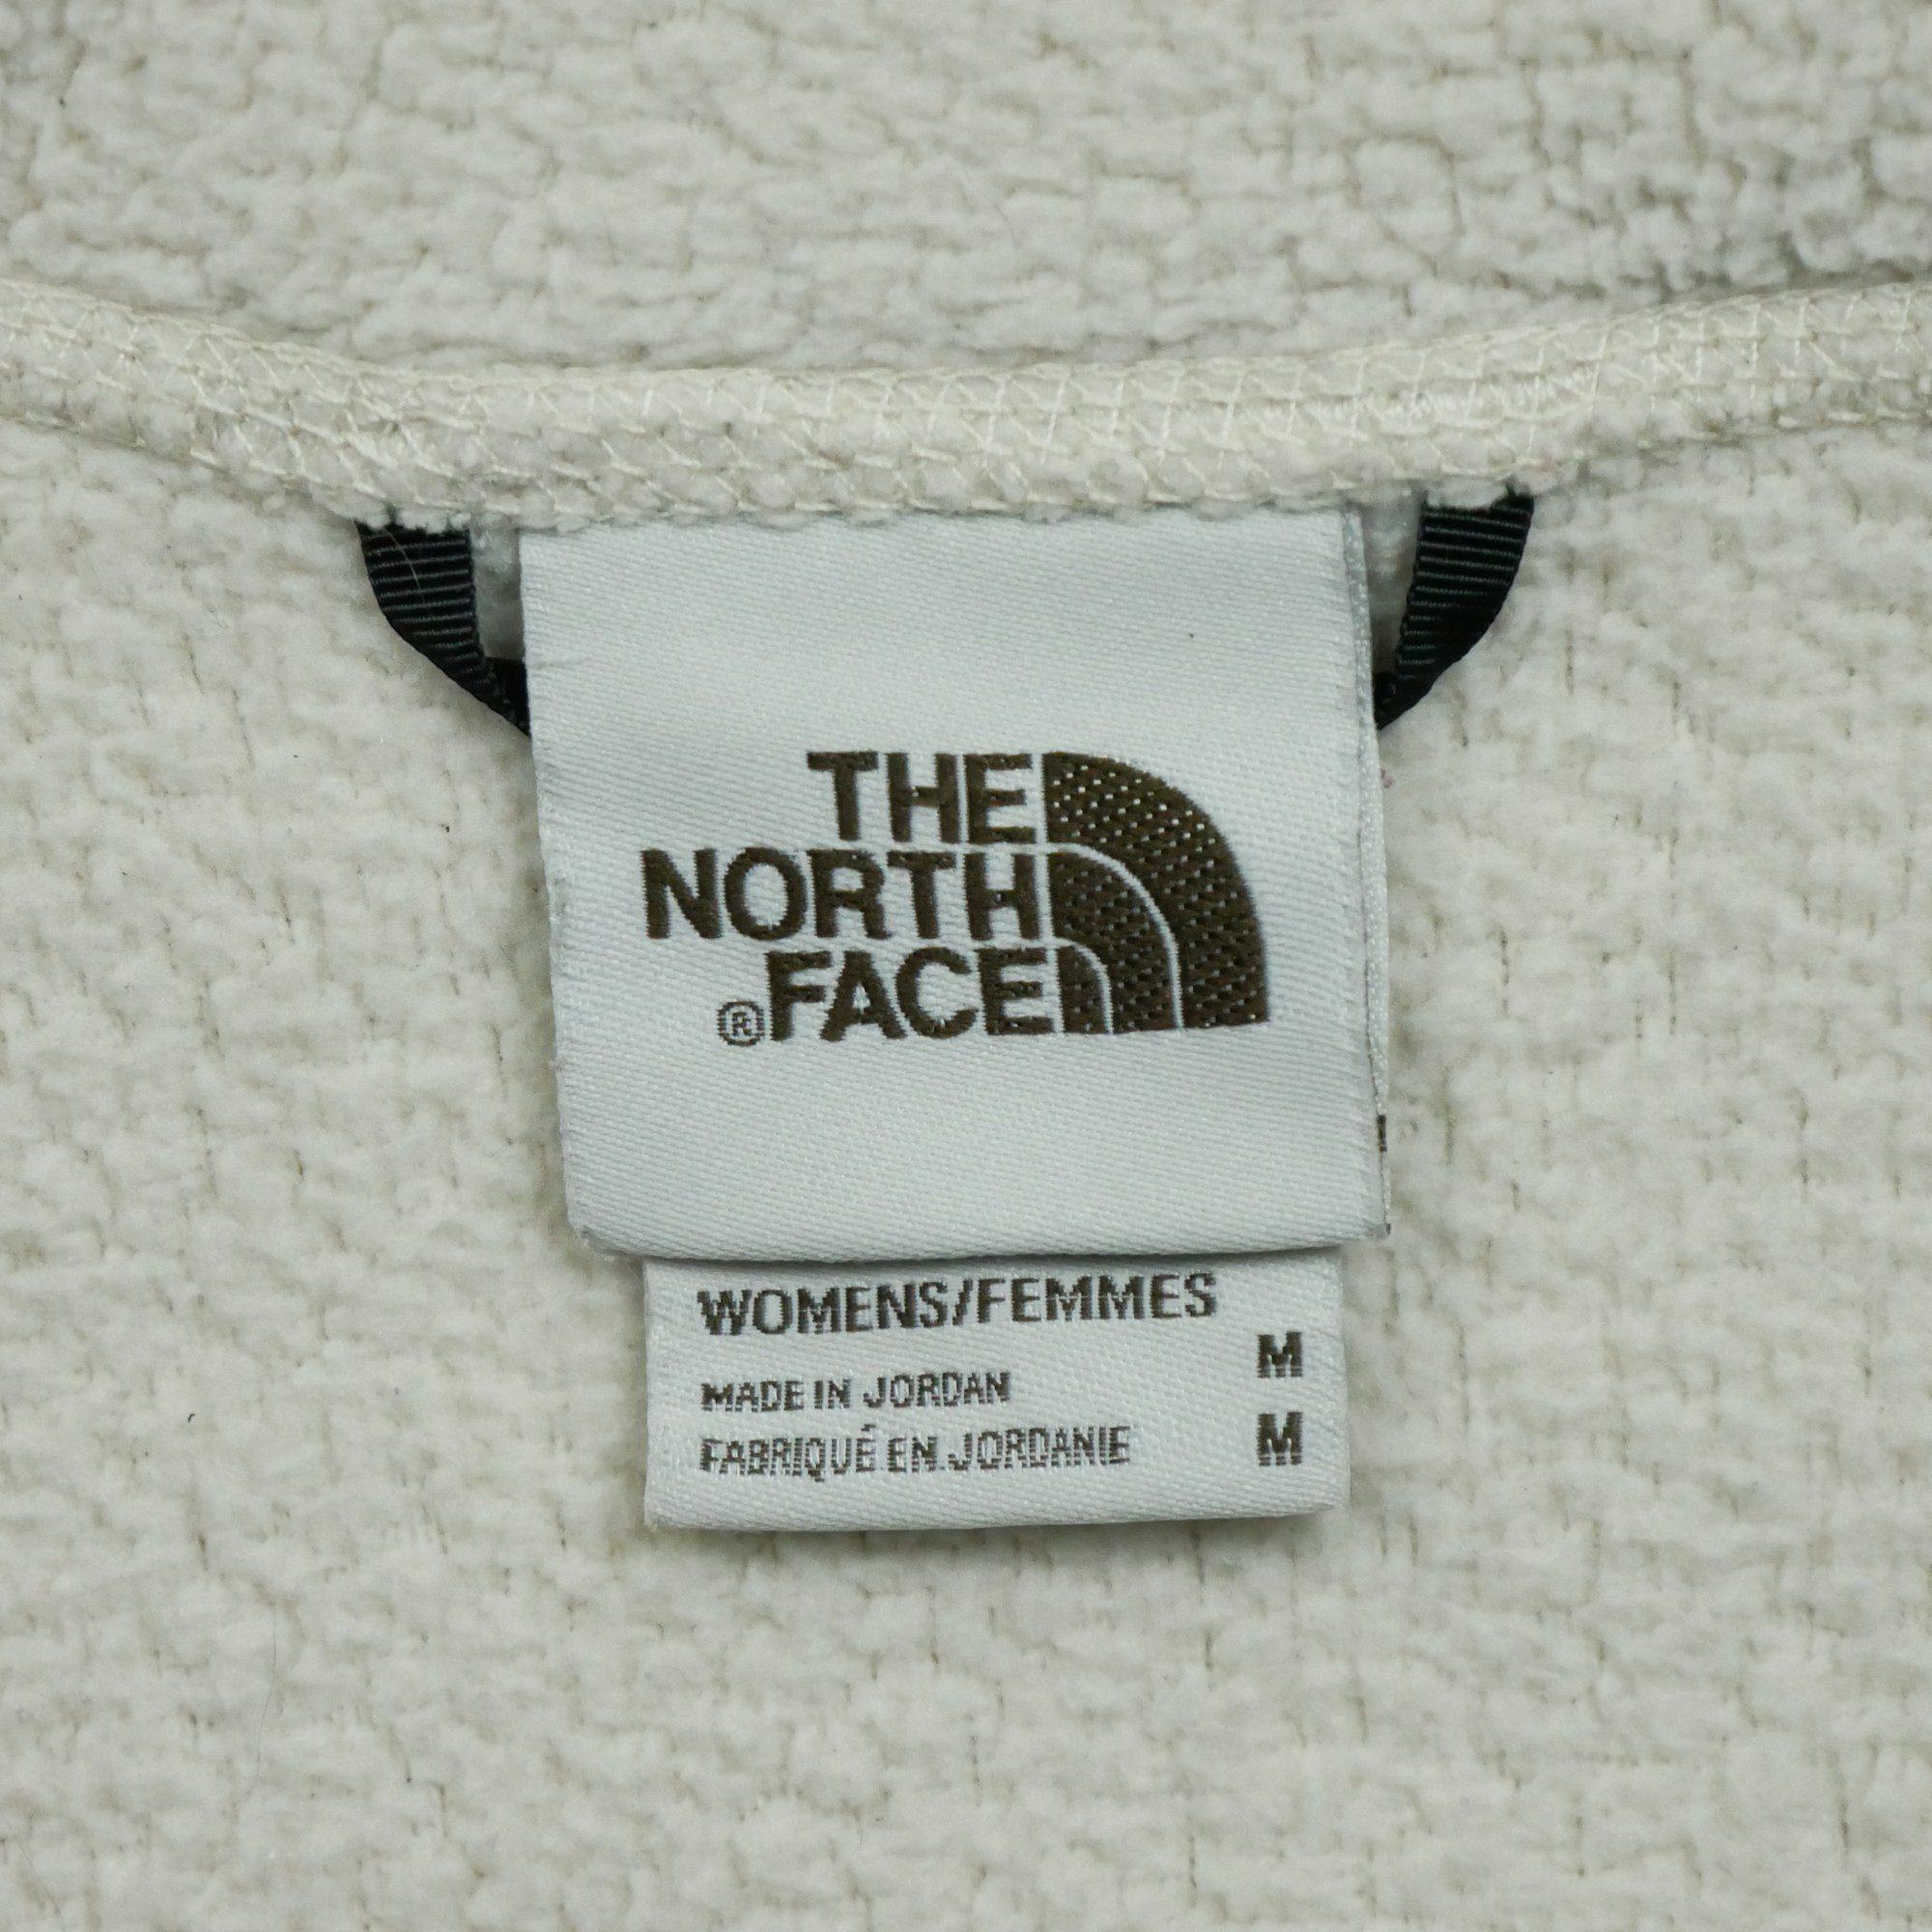 THE
NORTH
®FACE
WOMENS/FEMMES
M
MADE IN JORDAN
FABRIQUÉ EN JORDANIE
M